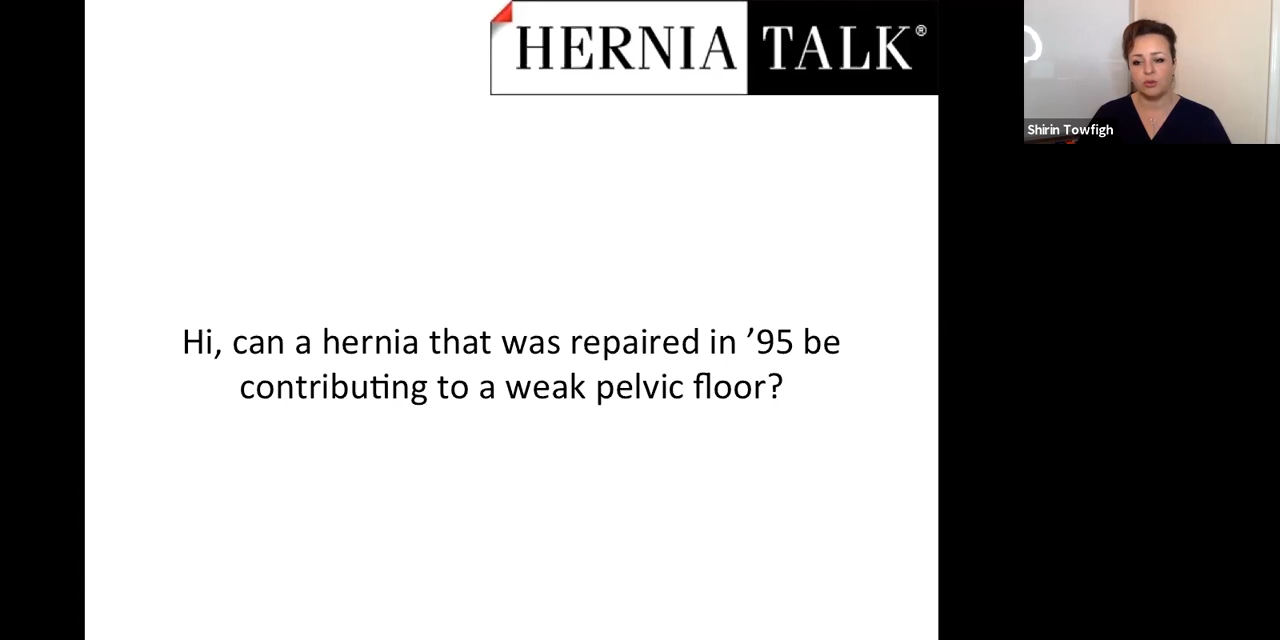 HERNIA TALK®
Shirin Towfigh
Hi, can a hernia that was repaired in ’95 be
contributing to a weak pelvic floor?